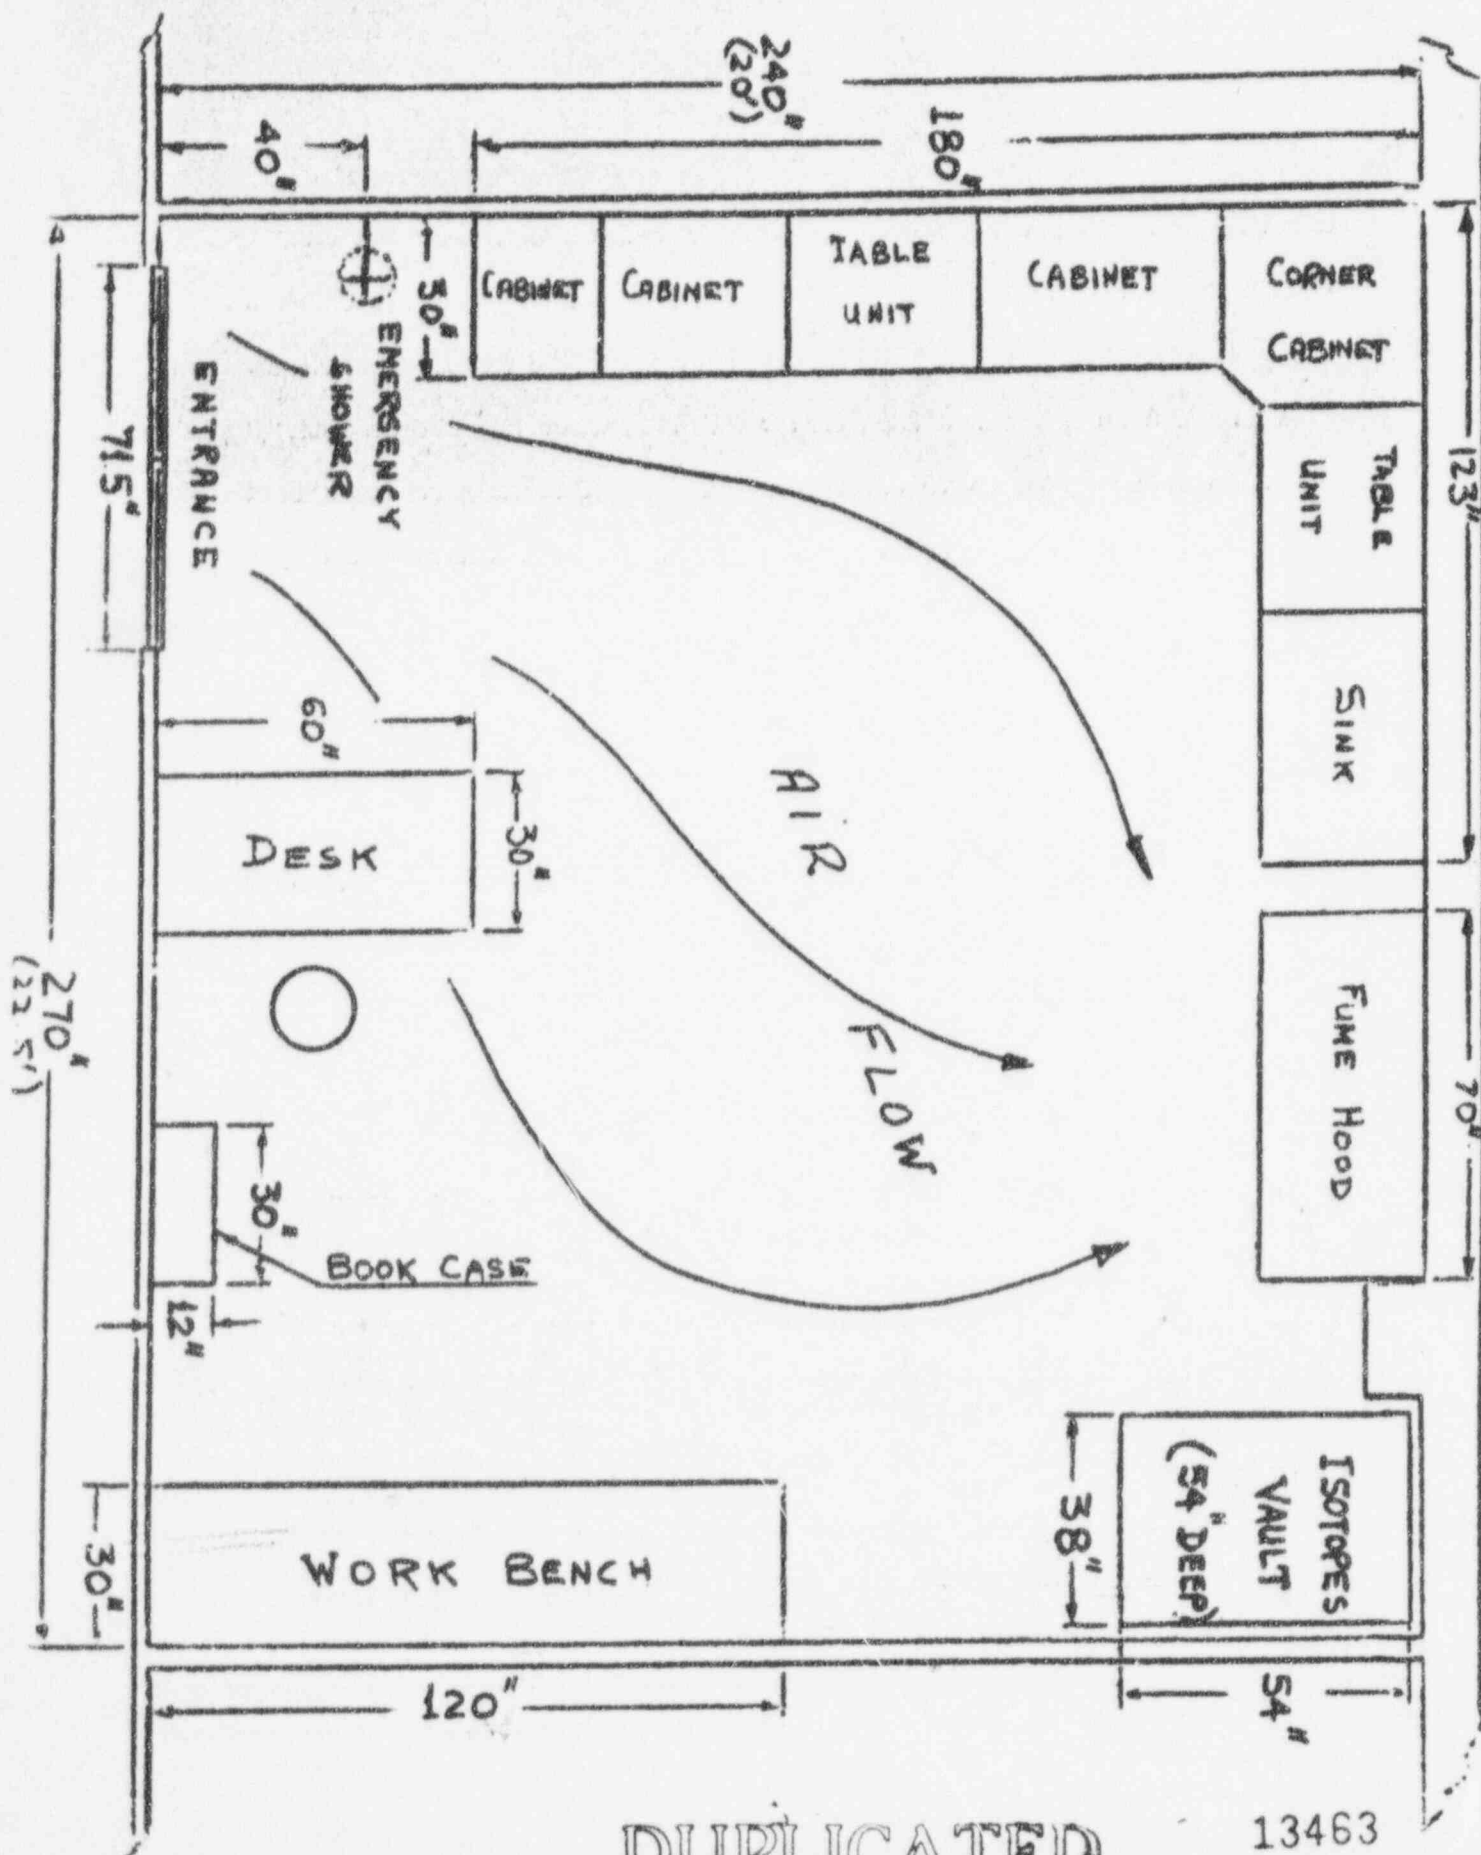 240"
(20')
180"
40"
30"
CABINET
CABINET
TABLE
UNIT
CABINET
CORNER
CABINET
123"
TABLE
UNIT
SINK
EMERSENCY
SHOWER
ENTRANCE
71.5"
60"
DESK
30"
AIR
FLOW
70"
FUME HOOD
270"
(22.5')
30"
BOOK CASE
12"
ISOTOPES
VAULT
(54" DEEP)
38"
54"
WORK BENCH
30"
120"
DUPLICATED
13463